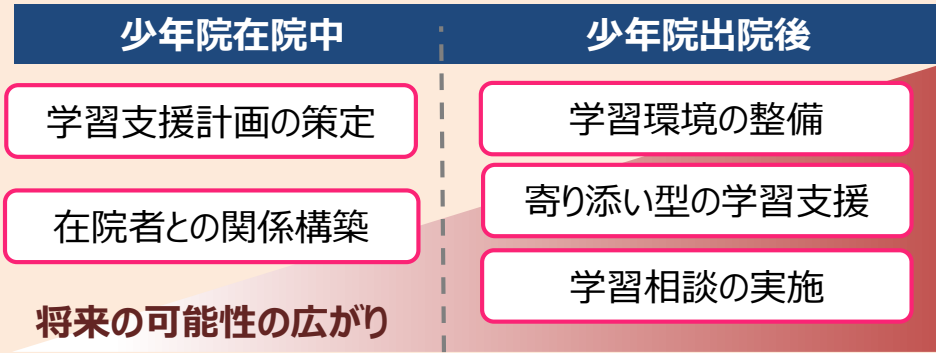 少年院在院中
学習支援計画の策定
在院者との関係構築
将来の可能性の広がり
少年院出院後
学習環境の整備
寄り添い型の学習支援
学習相談の実施